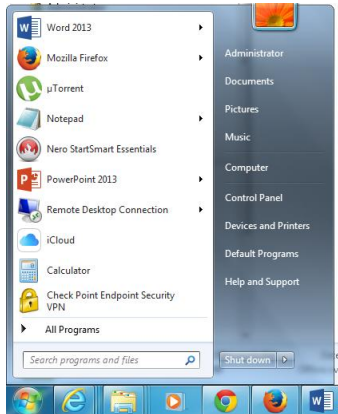 Word 2013
Mozilla Firefox
µTorrent
Notepad
Nero StartSmart Essentials
PowerPoint 2013
Remote Desktop Connection
iCloud
Calculator
Check Point Endpoint Security
VPN
All Programs
Search programs and files
Administrator
Documents
Pictures
Music
Computer
Control Panel
Devices and Printers
Default Programs
Help and Support
Shut down